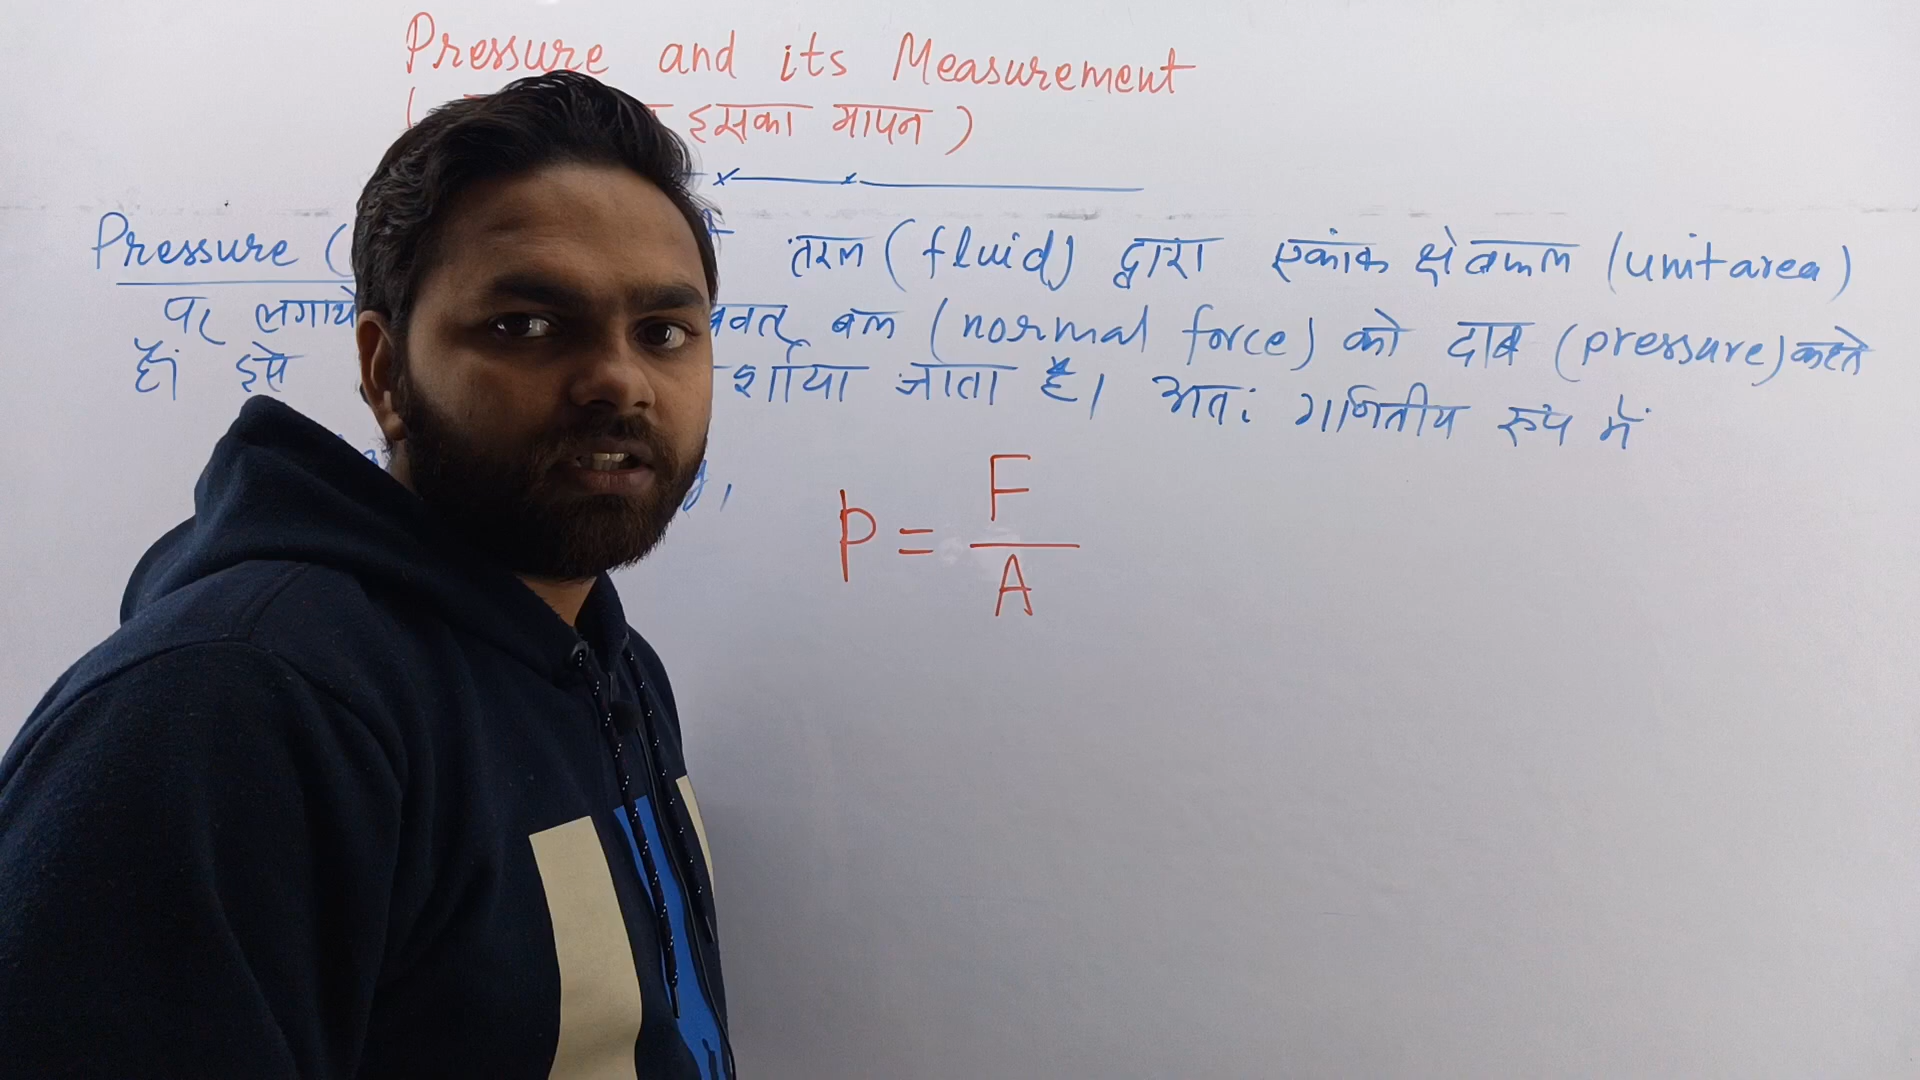 Pressure and its Measurement
इसका मापन )
Pressure ( तरल (fluid) द्वारा एकांक क्षेत्रफल (unit area)
पर लगाये बल (normal force) को दाब (pressure) कहते
हैं। इसे जाता है। अतः गणितीय रूप में
P = F
A